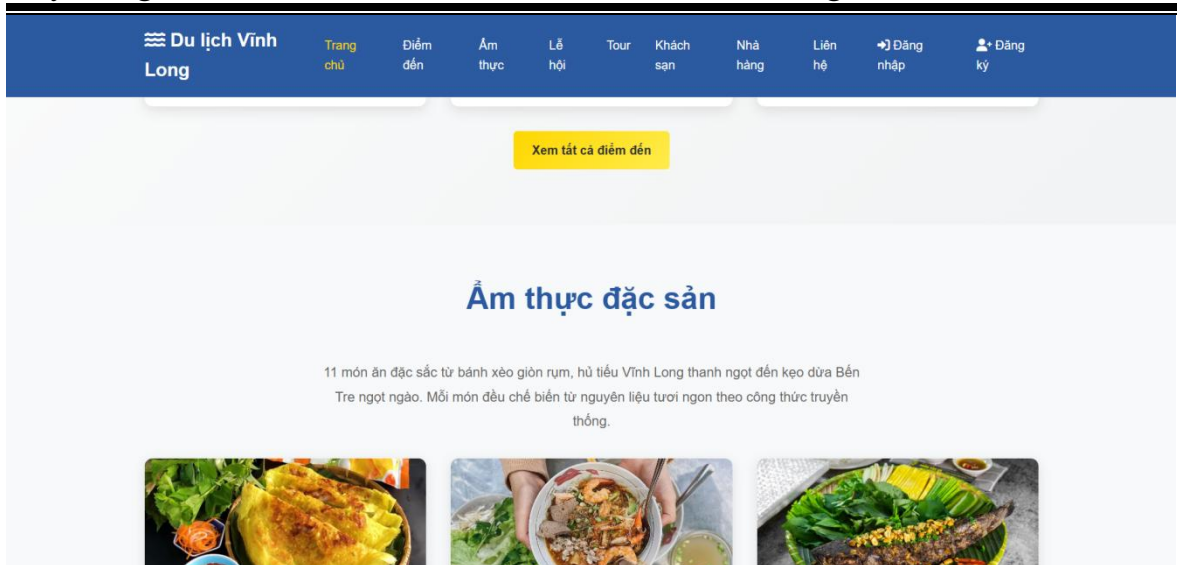 Du lịch Vĩnh
Long
Trang
chủ
Điểm
đến
Ẩm
thực
Lễ
hội
Tour
Khách
sạn
Nhà
hàng
Liên
hệ
Đăng
nhập
Đăng
ký
Xem tất cả điểm đến
Ẩm thực đặc sản
11 món ăn đặc sắc từ bánh xèo giòn rụm, hủ tiếu Vĩnh Long thanh ngọt đến kẹo dừa Bến
Tre ngọt ngào. Mỗi món đều chế biến từ nguyên liệu tươi ngon theo công thức truyền
thống.